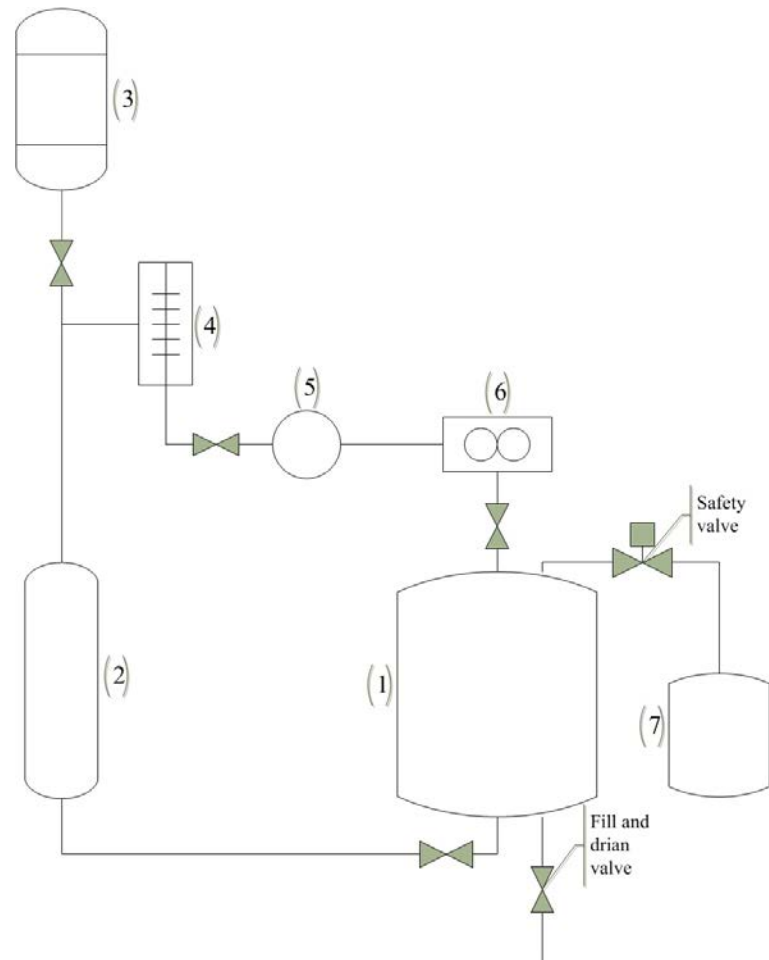 (3)
(4)
(5)
(6)
Safety
valve
(2)
(1)
(7)
Fill and
drian
valve